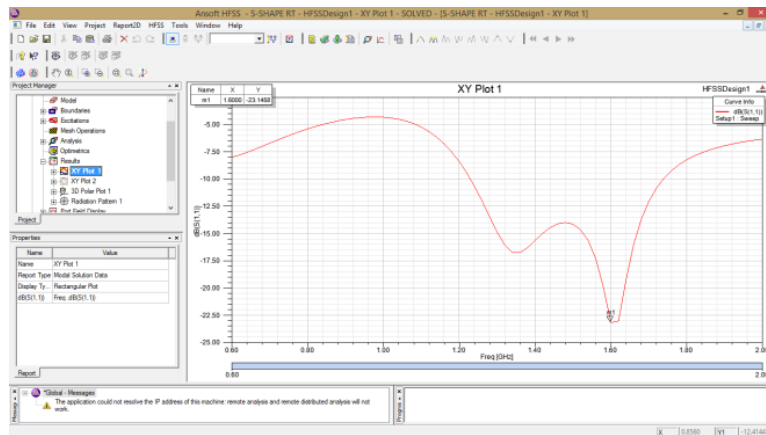 Ansoft HFSS - S-SHAPE RT - HFSSDesign1 - XY Plot 1 - SOLVED - [S-SHAPE RT - HFSSDesign1 - XY Plot 1]
File Edit View Project Report2D HFSS Tools Window Help
Project Manager
Model
Boundaries
Excitations
Mesh Operations
Analysis
Optimetrics
Results
XY Plot 1
XY Plot 2
3D Polar Plot 1
Radiation Pattern 1
Port Field Display
Project
Properties
Name Value
Name XY Plot 1
Report Type Modal Solution Data
Display Ty... Rectangular Plot
dB(S(1,1)) Freq, dB(S(1,1))
Report
Name X Y
m1 1.6000 -23.1458
XY Plot 1
HFSSDesign1
Curve Info
dB(S(1,1))
Setup1 : Sweep
-5.00
-7.50
-10.00
-12.50
-15.00
-17.50
-20.00
-22.50
-25.00
dB(S(1,1))
m1
0.60 0.80 1.00 1.20 1.40 1.60 1.80 2.0
Freq [GHz]
0.60 2.0
*Global - Messages
The application could not resolve the IP address of this machine: remote analysis and remote distributed analysis will not
work.
X 0.8560 Y1 -12.4144